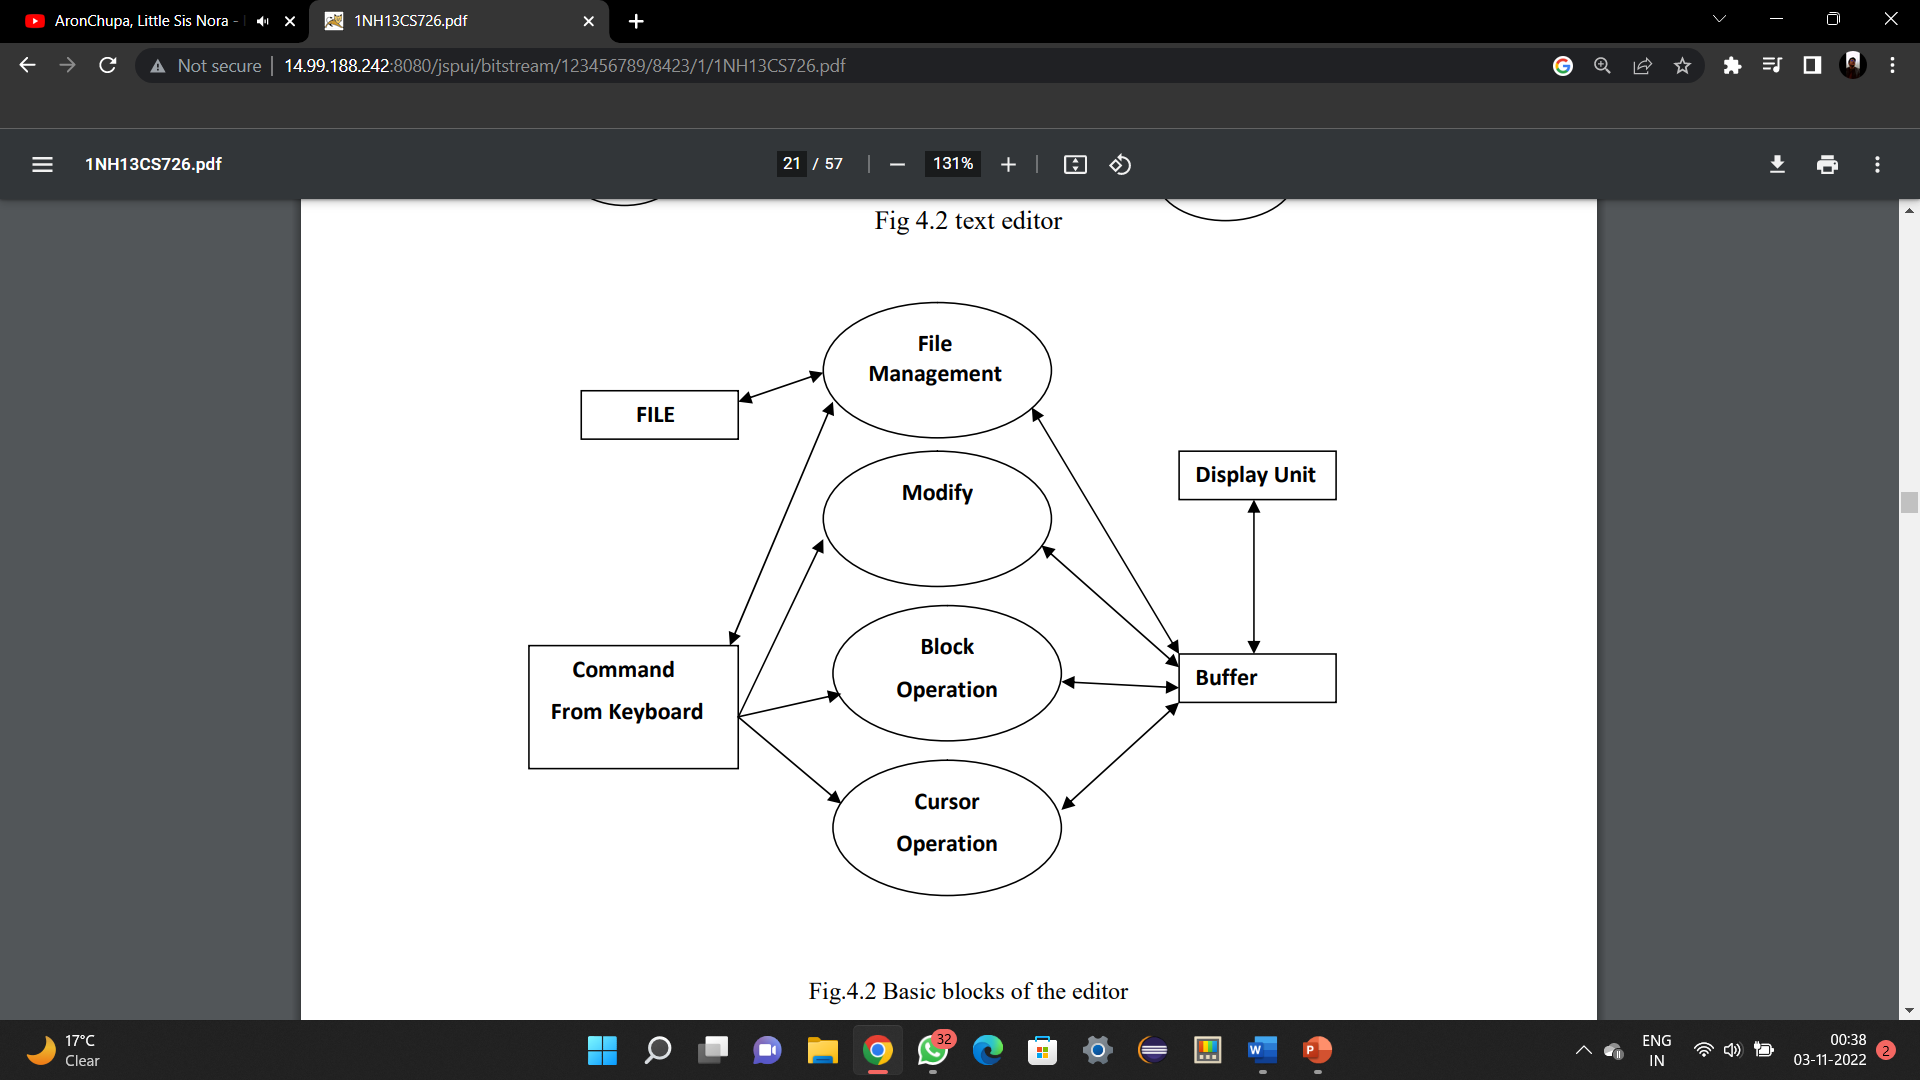 AronChupa, Little Sis Nora -
1NH13CS726.pdf
Not secure
14.99.188.242:8080/jspui/bitstream/123456789/8423/1/1NH13CS726.pdf
1NH13CS726.pdf
21 / 57
131%
Fig 4.2 text editor
File
Management
FILE
Display Unit
Modify
Block
Operation
Command
From Keyboard
Buffer
Cursor
Operation
Fig.4.2 Basic blocks of the editor
17°C
Clear
32
ENG
IN
00:38
03-11-2022
2